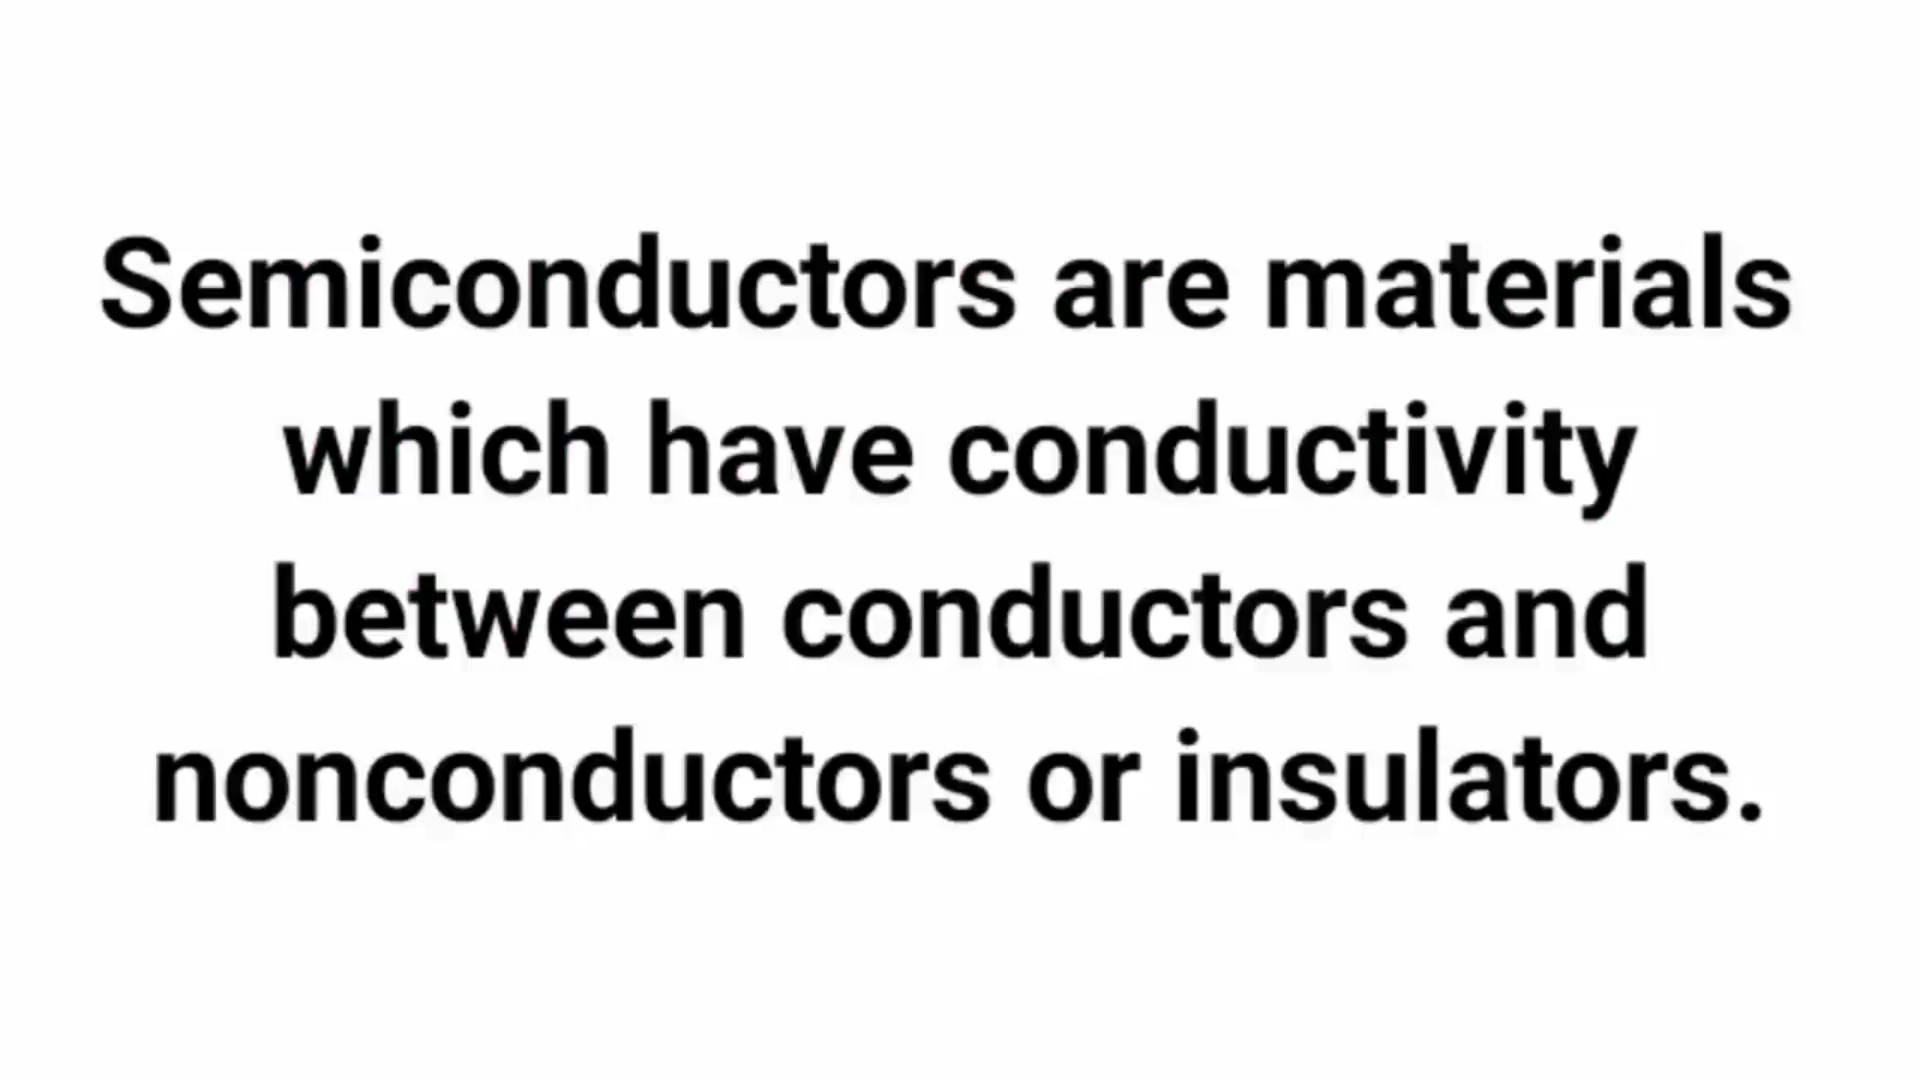 Semiconductors are materials
which have conductivity
between conductors and
nonconductors or insulators.